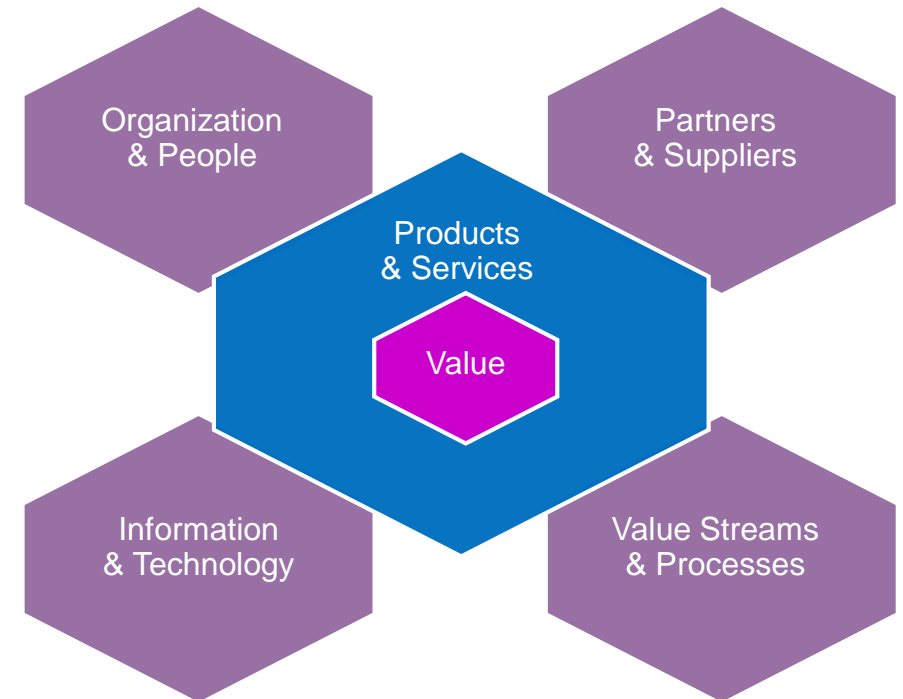 Organization
& People
Partners
& Suppliers
Products
& Services
Value
Information
& Technology
Value Streams
& Processes